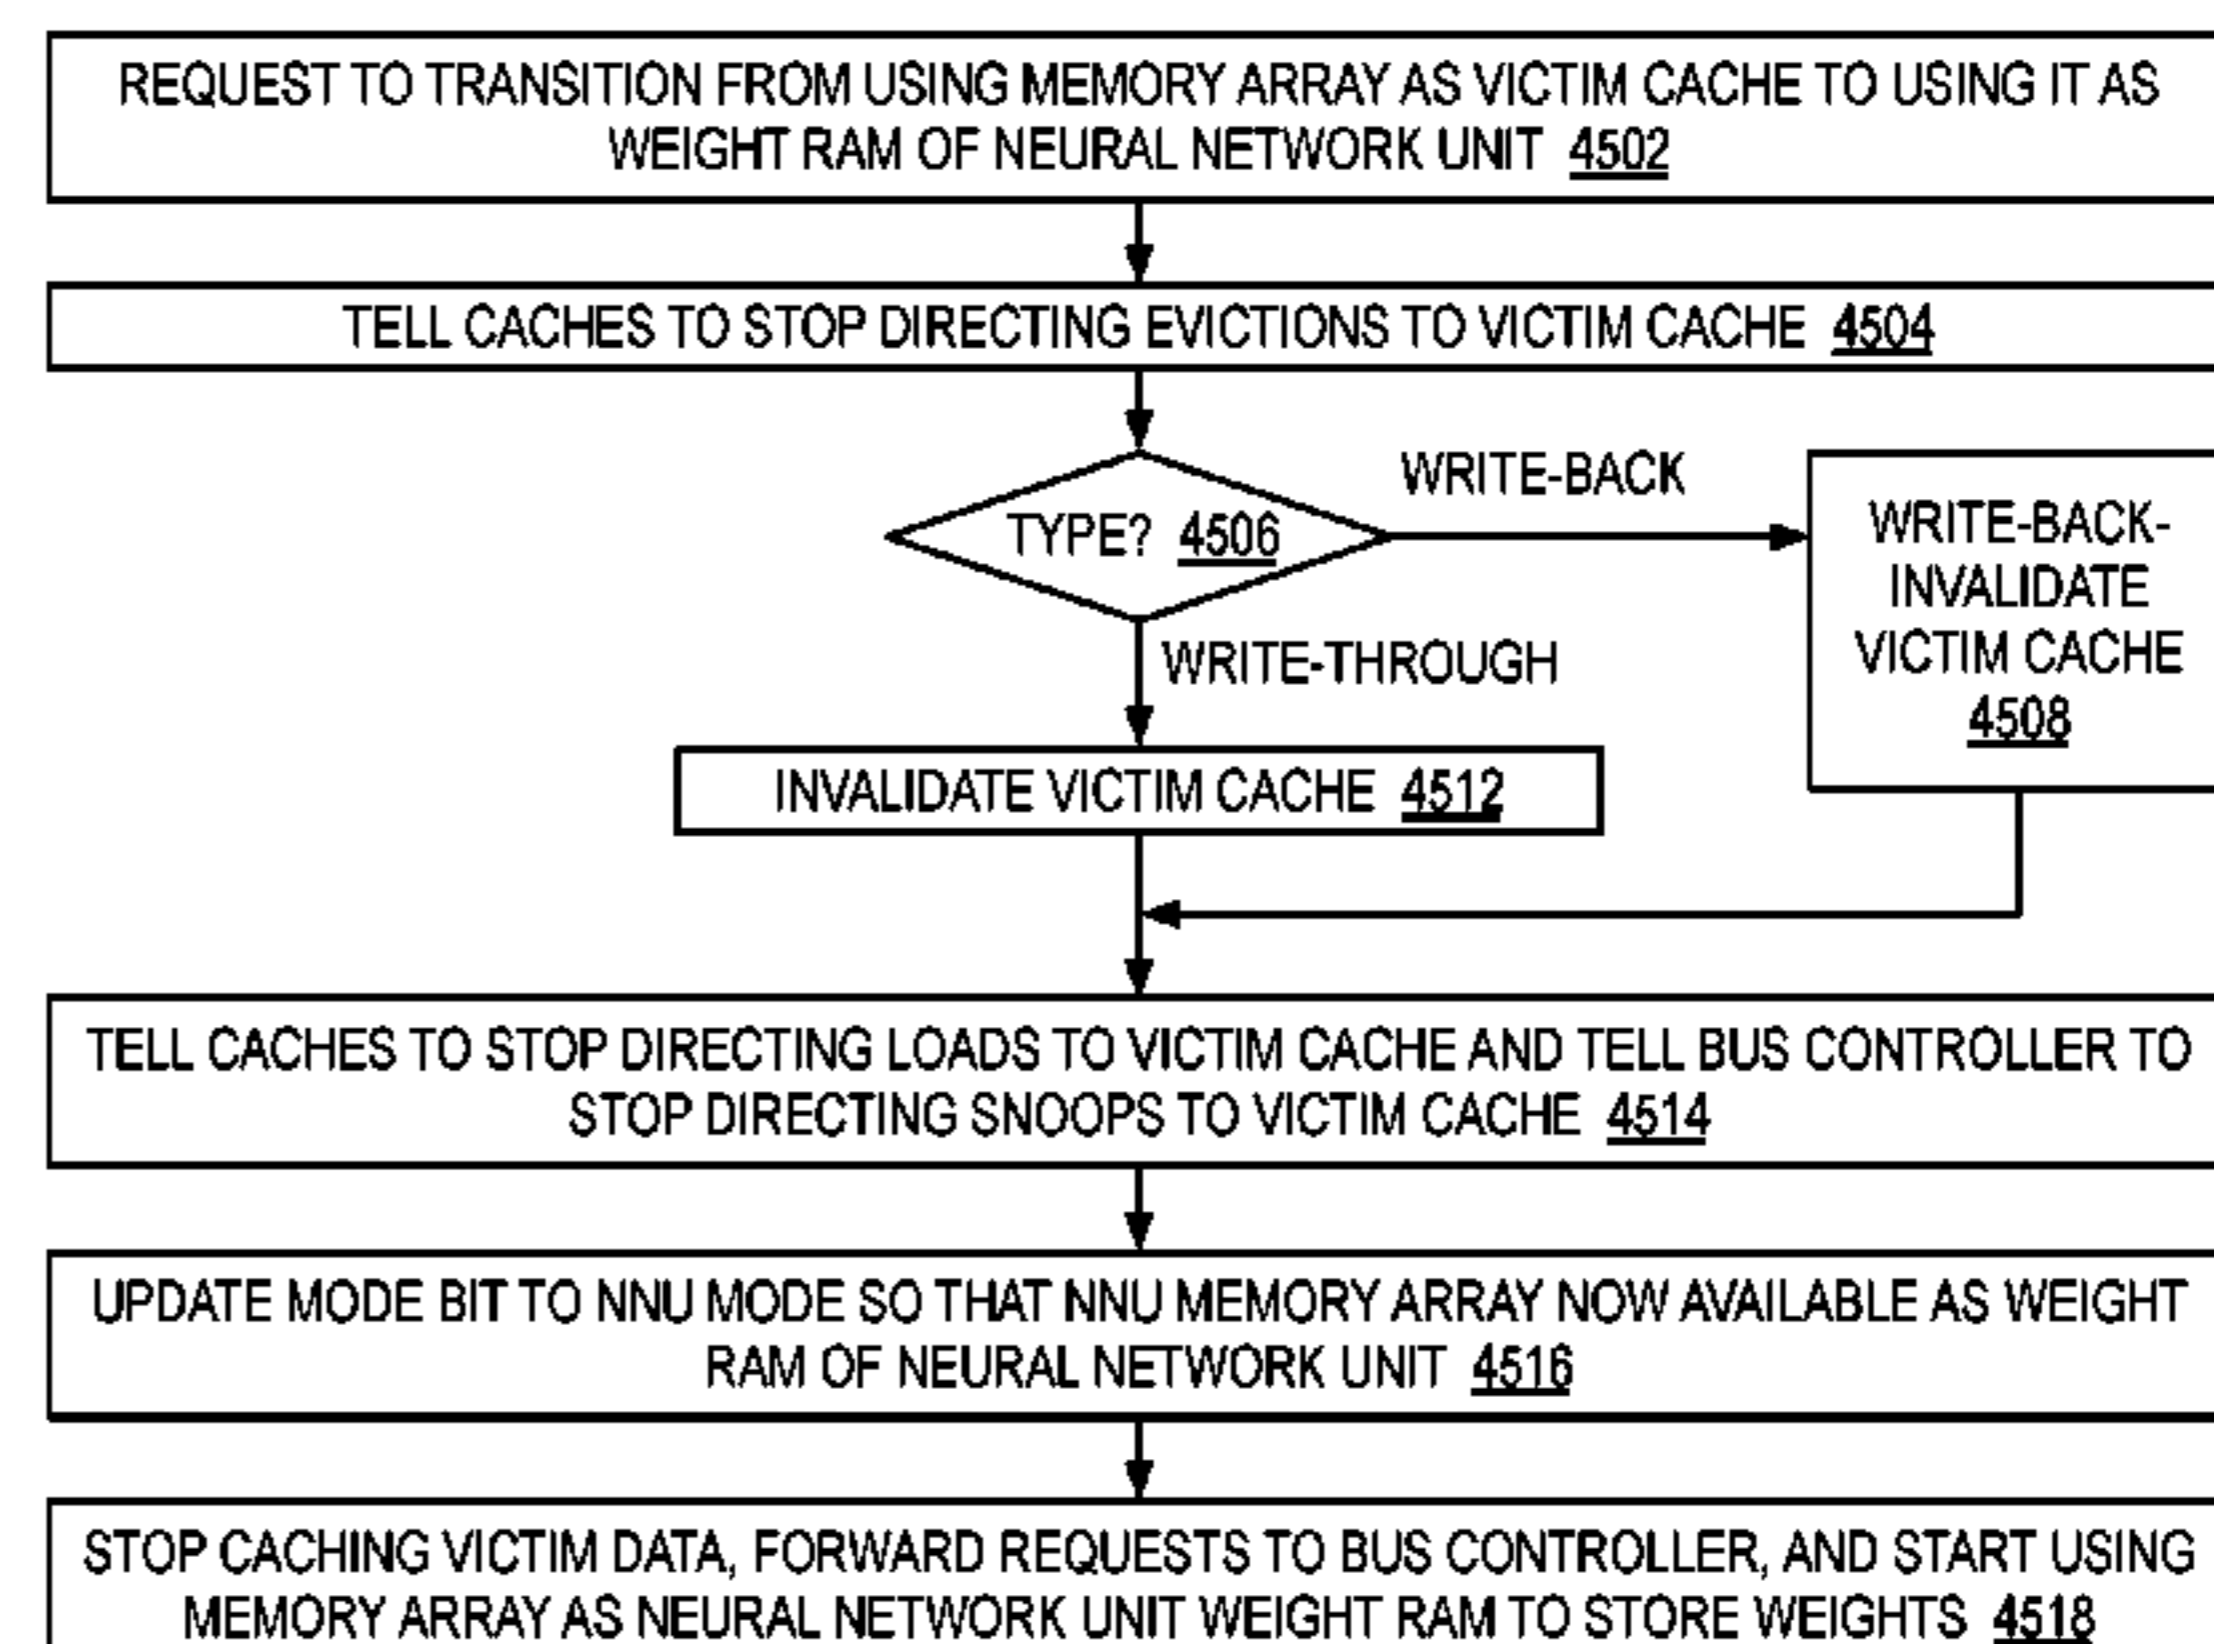 REQUEST TO TRANSITION FROM USING MEMORY ARRAY AS VICTIM CACHE TO USING IT AS
WEIGHT RAM OF NEURAL NETWORK UNIT 4502
TELL CACHES TO STOP DIRECTING EVICTIONS TO VICTIM CACHE 4504
TYPE? 4506
WRITE-BACK
WRITE-BACK-
INVALIDATE
VICTIM CACHE
4508
WRITE-THROUGH
INVALIDATE VICTIM CACHE 4512
TELL CACHES TO STOP DIRECTING LOADS TO VICTIM CACHE AND TELL BUS CONTROLLER TO
STOP DIRECTING SNOOPS TO VICTIM CACHE 4514
UPDATE MODE BIT TO NNU MODE SO THAT NNU MEMORY ARRAY NOW AVAILABLE AS WEIGHT
RAM OF NEURAL NETWORK UNIT 4516
STOP CACHING VICTIM DATA, FORWARD REQUESTS TO BUS CONTROLLER, AND START USING
MEMORY ARRAY AS NEURAL NETWORK UNIT WEIGHT RAM TO STORE WEIGHTS 4518